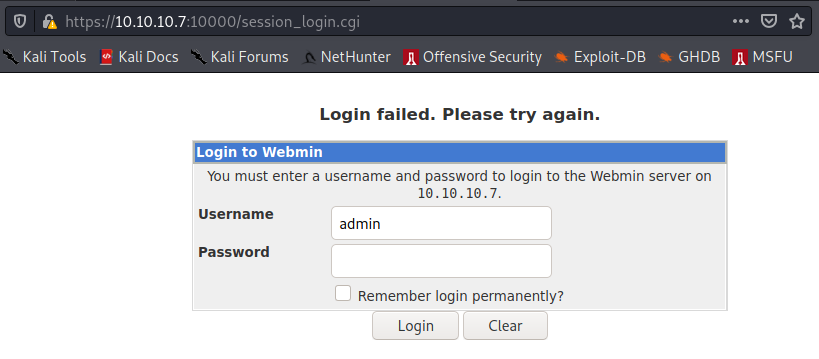 https://10.10.10.7:10000/session_login.cgi
Kali Tools Kali Docs Kali Forums NetHunter Offensive Security Exploit-DB GHDB MSFU
Login failed. Please try again.
Login to Webmin
You must enter a username and password to login to the Webmin server on
10.10.10.7.
Username admin
Password
Remember login permanently?
Login Clear